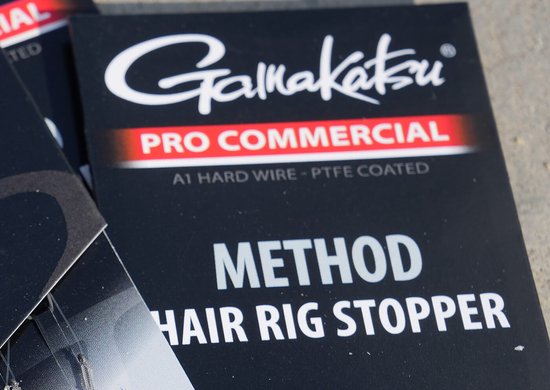 Gamakatsu®
PRO COMMERCIAL
A1 HARD WIRE - PTFE COATED
METHOD
HAIR RIG STOPPER